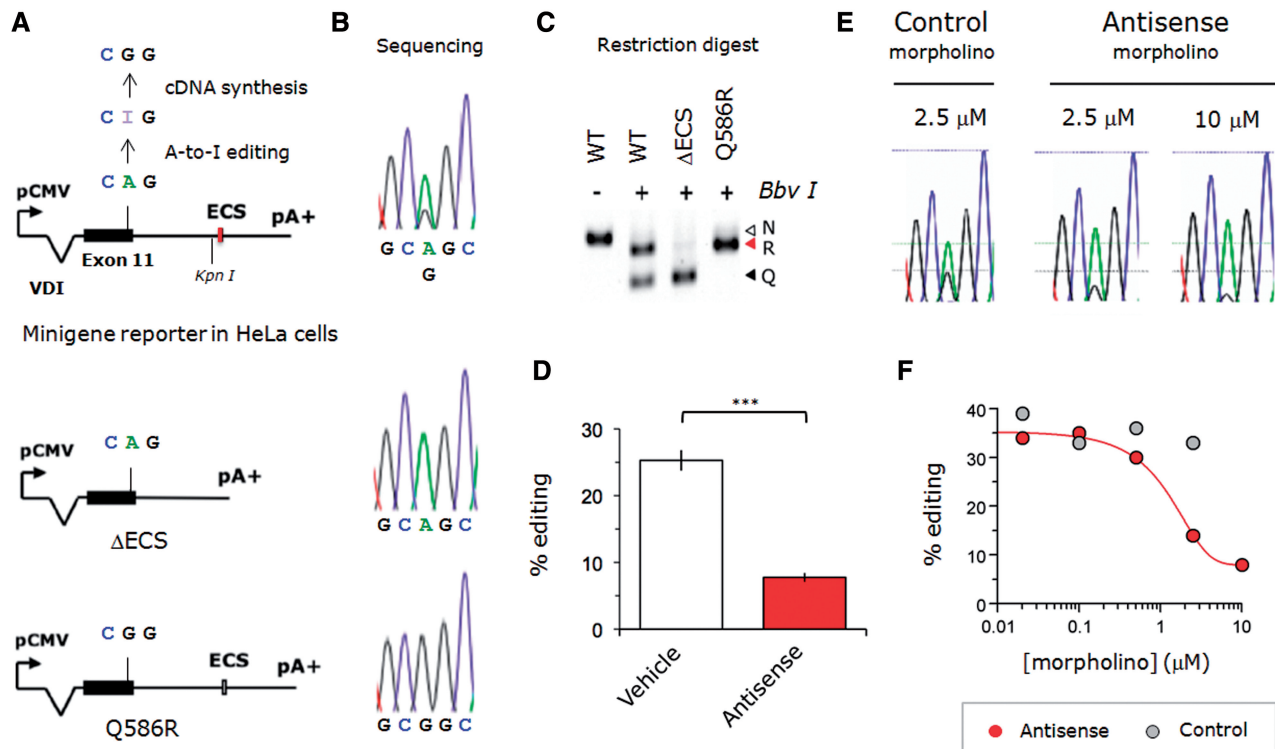 A
C G G
cDNA synthesis
C I G
A-to-I editing
C A G
pCMV
ECS
pA+
Exon 11
Kpn I
VDI
Minigene reporter in HeLa cells
C A G
pCMV
pA+
ΔECS
C G G
pCMV
ECS
pA+
Q586R
B
Sequencing
G C A G C
G
G C A G C
G C G G C
C
Restriction digest
WT
WT
ΔECS
Q586R
- + + + Bbv I
N
R
Q
D
***
% editing
30
20
10
0
Vehicle
Antisense
E
Control
morpholino
Antisense
morpholino
2.5 μM
2.5 μM
10 μM
F
% editing
40
30
20
10
0
0.01
0.1
1
10
[morpholino] (μM)
Antisense
Control